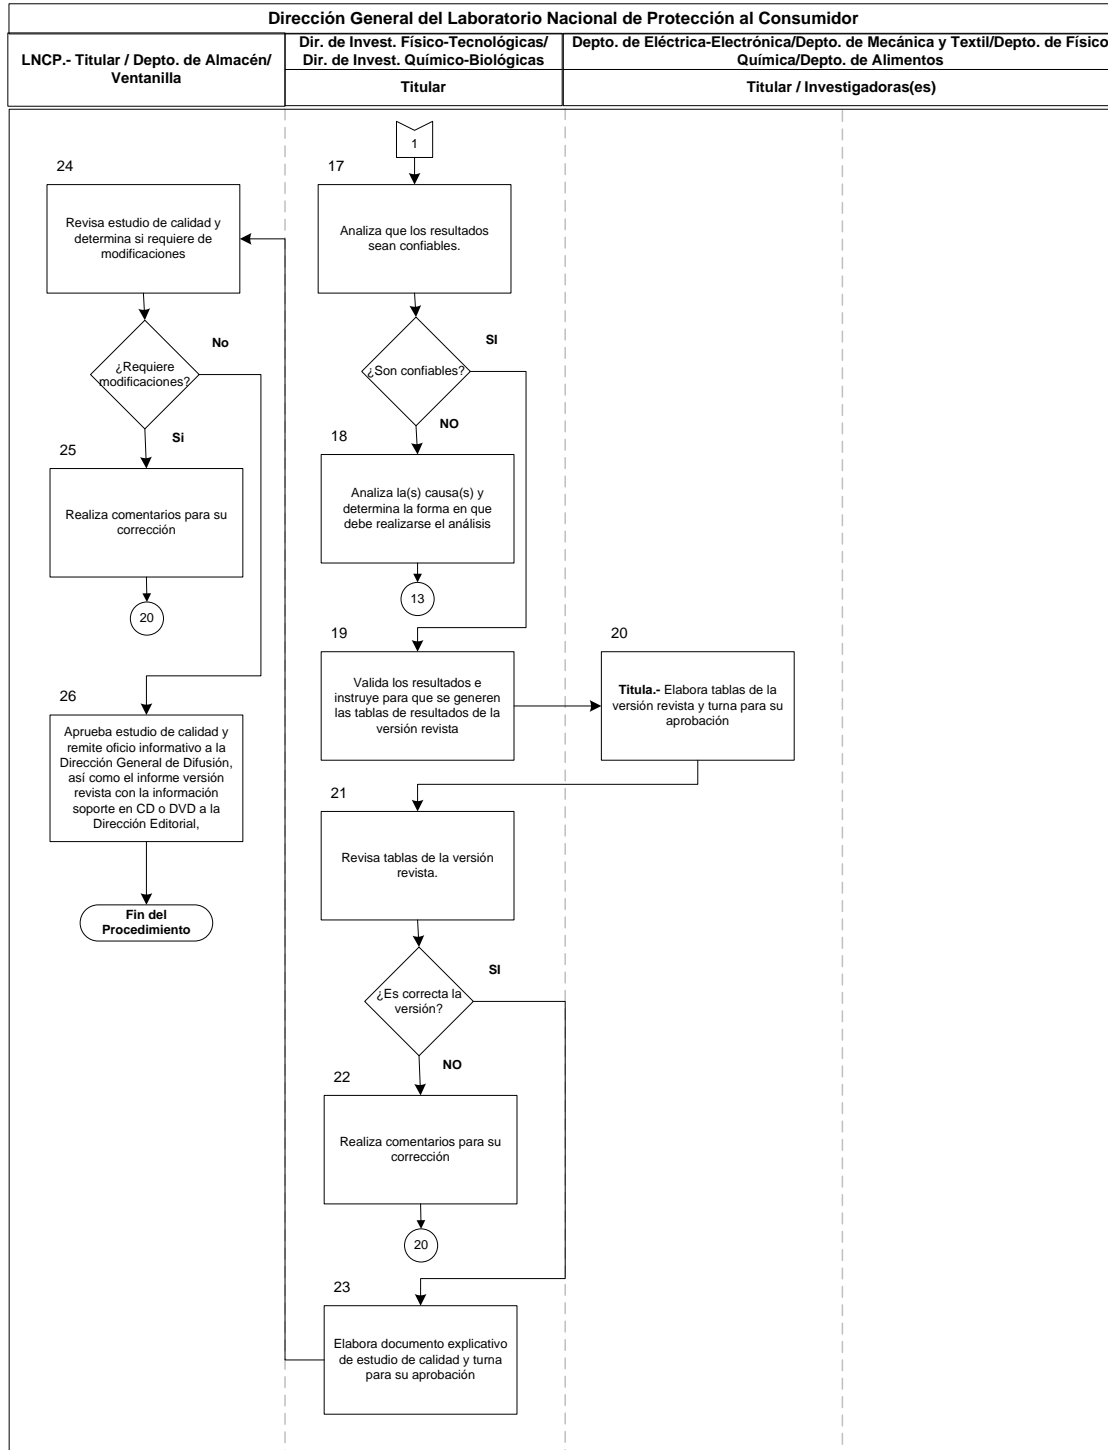 Dirección General del Laboratorio Nacional de Protección al Consumidor
LNCP.- Titular / Depto. de Almacén/
Ventanilla
Dir. de Invest. Físico-Tecnológicas/
Dir. de Invest. Químico-Biológicas
Titular
Depto. de Eléctrica-Electrónica/Depto. de Mecánica y Textil/Depto. de Físico
Química/Depto. de Alimentos
Titular / Investigadoras(es)
1
17
Analiza que los resultados
sean confiables.
¿Son confiables?
SI
NO
18
Analiza la(s) causa(s) y
determina la forma en que
debe realizarse el análisis
13
19
Valida los resultados e
instruye para que se generen
las tablas de resultados de la
versión revista
20
Titula.- Elabora tablas de la
versión revista y turna para su
aprobación
21
Revisa tablas de la versión
revista.
¿Es correcta la
versión?
SI
NO
22
Realiza comentarios para su
corrección
20
23
Elabora documento explicativo
de estudio de calidad y turna
para su aprobación
24
Revisa estudio de calidad y
determina si requiere de
modificaciones
¿Requiere
modificaciones?
No
Si
25
Realiza comentarios para su
corrección
20
26
Aprueba estudio de calidad y
remite oficio informativo a la
Dirección General de Difusión,
así como el informe versión
revista con la información
soporte en CD o DVD a la
Dirección Editorial,
Fin del
Procedimiento